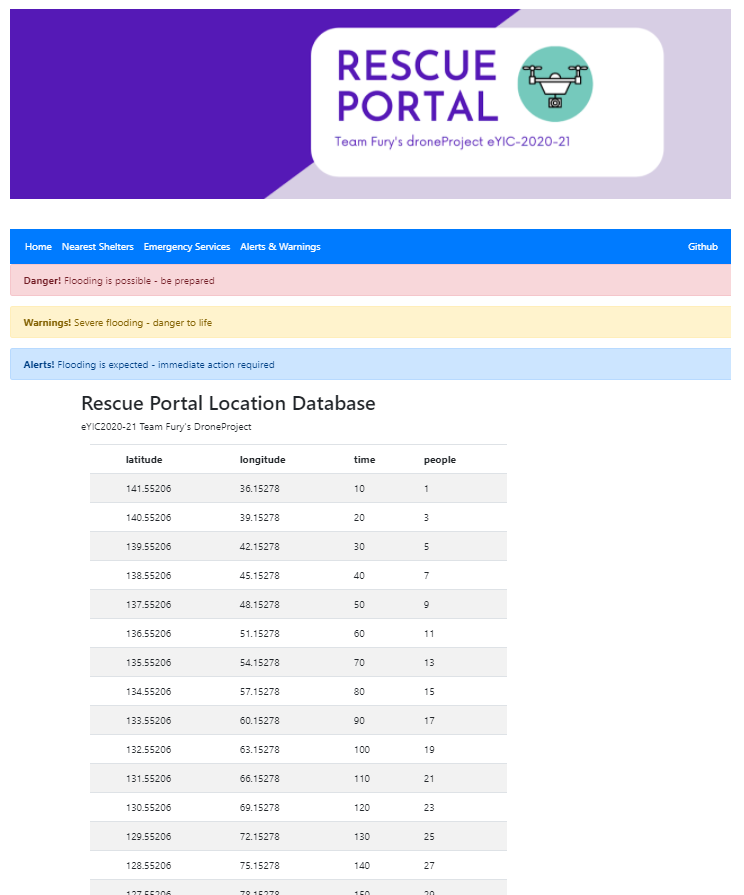 RESCUE
PORTAL
Team Fury's droneProject eYIC-2020-21
Home Nearest Shelters Emergency Services Alerts & Warnings Github
Danger! Flooding is possible - be prepared
Warnings! Severe flooding - danger to life
Alerts! Flooding is expected - immediate action required
Rescue Portal Location Database
eYIC2020-21 Team Fury's DroneProject
latitude longitude time people
141.55206 36.15278 10 1
140.55206 39.15278 20 3
139.55206 42.15278 30 5
138.55206 45.15278 40 7
137.55206 48.15278 50 9
136.55206 51.15278 60 11
135.55206 54.15278 70 13
134.55206 57.15278 80 15
133.55206 60.15278 90 17
132.55206 63.15278 100 19
131.55206 66.15278 110 21
130.55206 69.15278 120 23
129.55206 72.15278 130 25
128.55206 75.15278 140 27
127.55206 78.15278 150 29